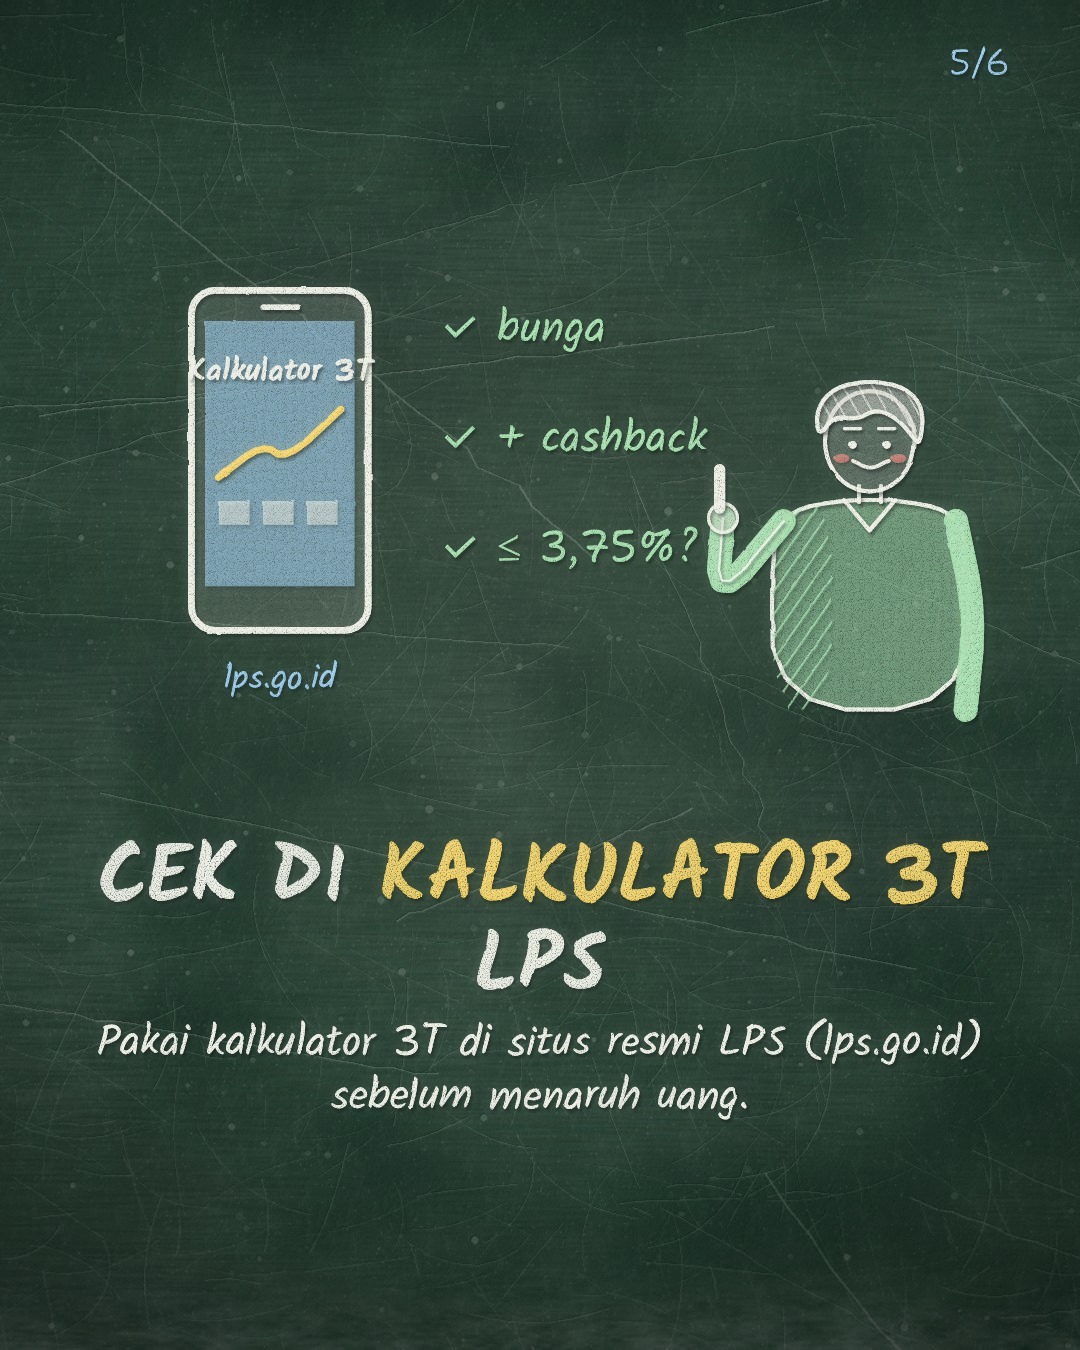 5/6
Kalkulator 3T
✓ bunga
✓ + cashback
✓ ≤ 3,75%?
lps.go.id
CEK DI KALKULATOR 3T
LPS
Pakai kalkulator 3T di situs resmi LPS (lps.go.id)
sebelum menaruh uang.